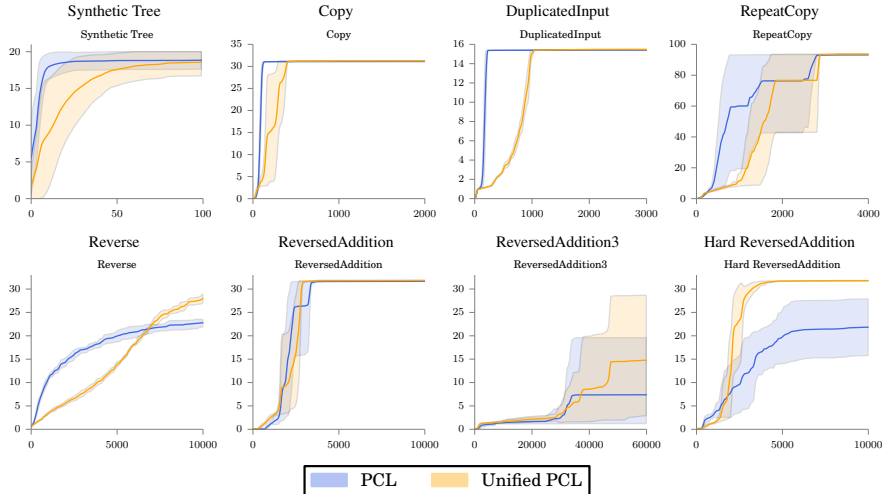 Synthetic Tree Copy DuplicatedInput RepeatCopy
Synthetic Tree Copy DuplicatedInput RepeatCopy
20 35 16 100
30 14
15 25 12 80
20 10 60
10 15 8
6 40
5 10 4 20
5 2
0 0 0 0
0 50 100 0 1000 2000 0 1000 2000 3000 0 2000 4000
Reverse ReversedAddition ReversedAddition3 Hard ReversedAddition
Reverse ReversedAddition ReversedAddition3 Hard ReversedAddition
30 30 30 30
25 25 25 25
20 20 20 20
15 15 15 15
10 10 10 10
5 5 5 5
0 0 0 0
0 5000 10000 0 5000 10000 0 20000 40000 60000 0 5000 10000
PCL Unified PCL